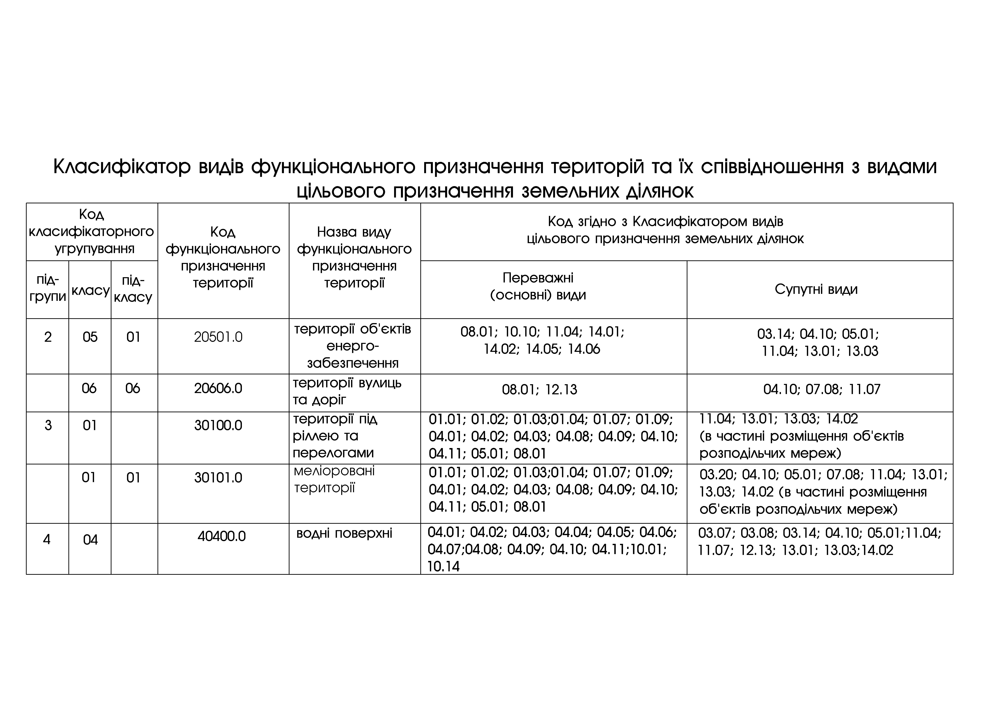 Класифікатор видів функціонального призначення територій та їх співвідношення з видами
цільового призначення земельних ділянок
Код
класифікаторного
угрупування
Код
функціонального
призначення
території
Назва виду
функціонального
призначення
території
Код згідно з Класифікатором видів
цільового призначення земельних ділянок
під-
групи
класу
під-
класу
Переважні
(основні) види
Супутні види
2
05
01
20501.0
території об'єктів
енерго-
забезпечення
08.01; 10.10; 11.04; 14.01;
14.02; 14.05; 14.06
03.14; 04.10; 05.01;
11.04; 13.01; 13.03
06
06
20606.0
території вулиць
та доріг
08.01; 12.13
04.10; 07.08; 11.07
3
01
30100.0
території під
ріллею та
перелогами
01.01; 01.02; 01.03;01.04; 01.07; 01.09;
04.01; 04.02; 04.03; 04.08; 04.09; 04.10;
04.11; 05.01; 08.01
11.04; 13.01; 13.03; 14.02
(в частині розміщення об'єктів
розподільчих мереж)
01
01
30101.0
меліоровані
території
01.01; 01.02; 01.03;01.04; 01.07; 01.09;
04.01; 04.02; 04.03; 04.08; 04.09; 04.10;
04.11; 05.01; 08.01
03.20; 04.10; 05.01; 07.08; 11.04; 13.01;
13.03; 14.02 (в частині розміщення
об'єктів розподільчих мереж)
4
04
40400.0
водні поверхні
04.01; 04.02; 04.03; 04.04; 04.05; 04.06;
04.07;04.08; 04.09; 04.10; 04.11;10.01;
10.14
03.07; 03.08; 03.14; 04.10; 05.01;11.04;
11.07; 12.13; 13.01; 13.03;14.02